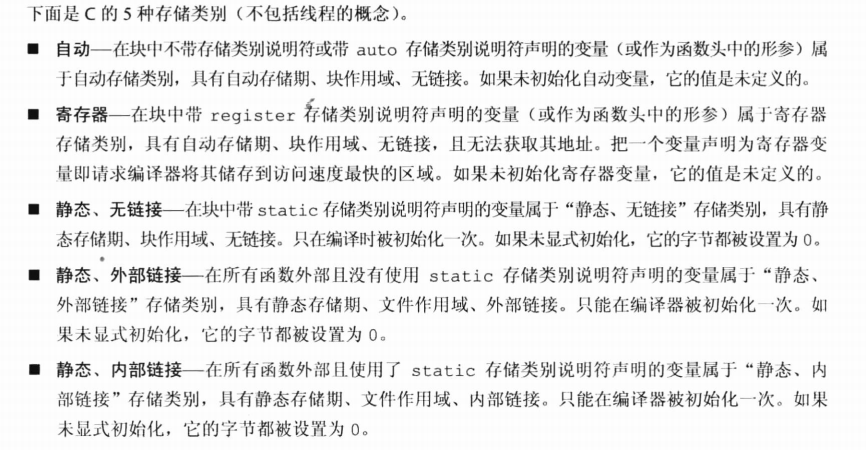 下面是 C 的 5 种存储类别（不包括线程的概念）。
■ 自动——在块中不带存储类别说明符或带 auto 存储类别说明符声明的变量（或作为函数头中的形参）属
于自动存储类别，具有自动存储期、块作用域、无链接。如果未初始化自动变量，它的值是未定义的。
■ 寄存器——在块中带 register 存储类别说明符声明的变量（或作为函数头中的形参）属于寄存器
存储类别，具有自动存储期、块作用域、无链接，且无法获取其地址。把一个变量声明为寄存器变
量即请求编译器将其储存到访问速度最快的区域。如果未初始化寄存器变量，它的值是未定义的。
■ 静态、无链接——在块中带 static 存储类别说明符声明的变量属于“静态、无链接”存储类别，具有静
态存储期、块作用域、无链接。只在编译时被初始化一次。如果未显式初始化，它的字节都被设置为 0。
■ 静态、外部链接——在所有函数外部且没有使用 static 存储类别说明符声明的变量属于“静态、
外部链接”存储类别，具有静态存储期、文件作用域、外部链接。只能在编译器被初始化一次。如
果未显式初始化，它的字节都被设置为 0。
■ 静态、内部链接——在所有函数外部且使用了 static 存储类别说明符声明的变量属于“静态、内
部链接”存储类别，具有静态存储期、文件作用域、内部链接。只能在编译器被初始化一次。如果
未显式初始化，它的字节都被设置为 0。